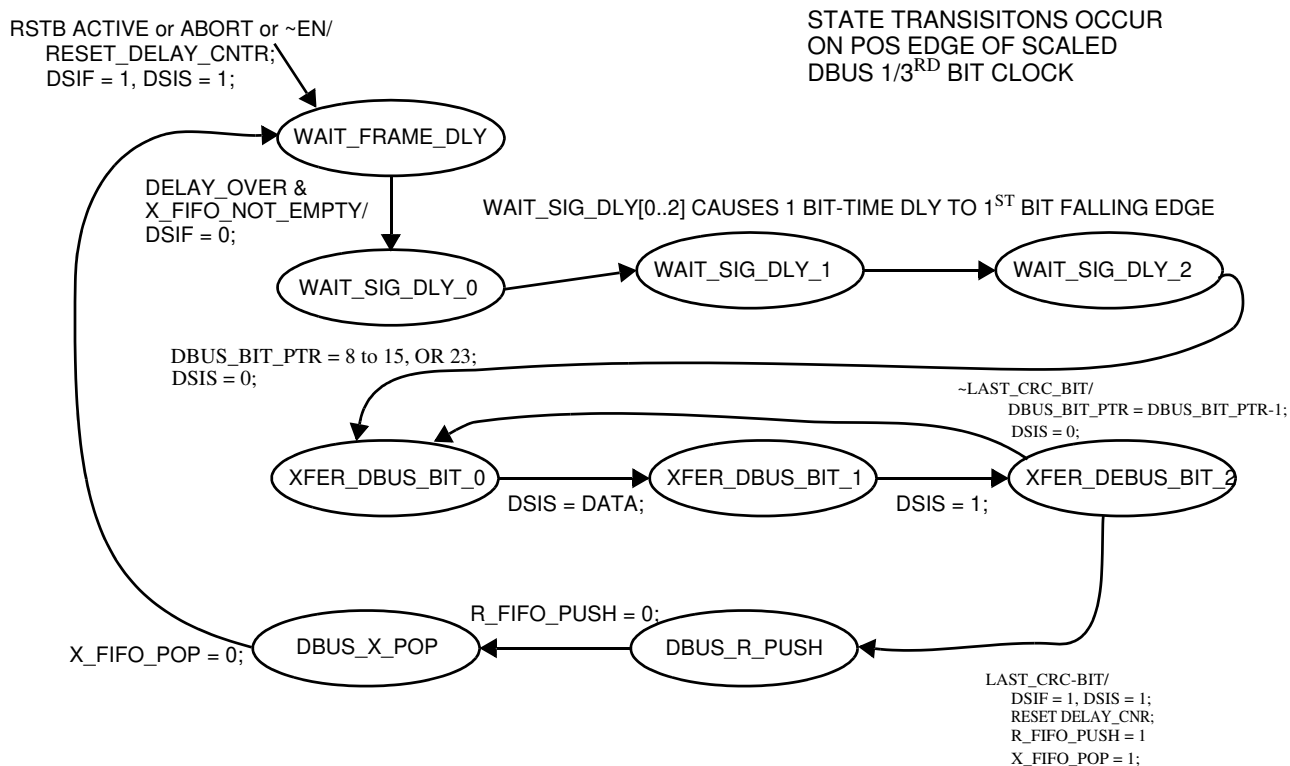 RSTB ACTIVE or ABORT or ~EN/
RESET_DELAY_CNTR;
DSIF = 1, DSIS = 1;
STATE TRANSISITONS OCCUR
ON POS EDGE OF SCALED
DBUS 1/3RD BIT CLOCK
WAIT_FRAME_DLY
DELAY_OVER &
X_FIFO_NOT_EMPTY/
DSIF = 0;
WAIT_SIG_DLY[0..2] CAUSES 1 BIT-TIME DLY TO 1ST BIT FALLING EDGE
WAIT_SIG_DLY_0
WAIT_SIG_DLY_1
WAIT_SIG_DLY_2
DBUS_BIT_PTR = 8 to 15, OR 23;
DSIS = 0;
~LAST_CRC_BIT/
DBUS_BIT_PTR = DBUS_BIT_PTR-1;
DSIS = 0;
XFER_DBUS_BIT_0
DSIS = DATA;
XFER_DBUS_BIT_1
DSIS = 1;
XFER_DEBUS_BIT_2
X_FIFO_POP = 0;
DBUS_X_POP
R_FIFO_PUSH = 0;
DBUS_R_PUSH
LAST_CRC-BIT/
DSIF = 1, DSIS = 1;
RESET DELAY_CNR;
R_FIFO_PUSH = 1
X_FIFO_POP = 1;